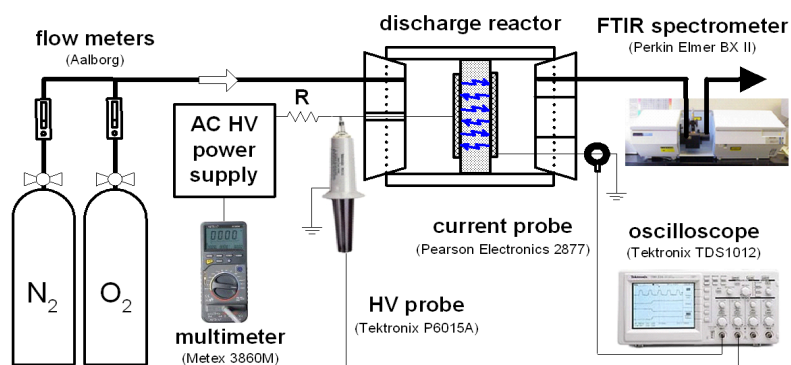 flow meters
(Aalborg)
discharge reactor
FTIR spectrometer
(Perkin Elmer BX II)
R
AC HV
power
supply
N2
O2
multimeter
(Metex 3860M)
HV probe
(Tektronix P6015A)
current probe
(Pearson Electronics 2877)
oscilloscope
(Tektronix TDS1012)